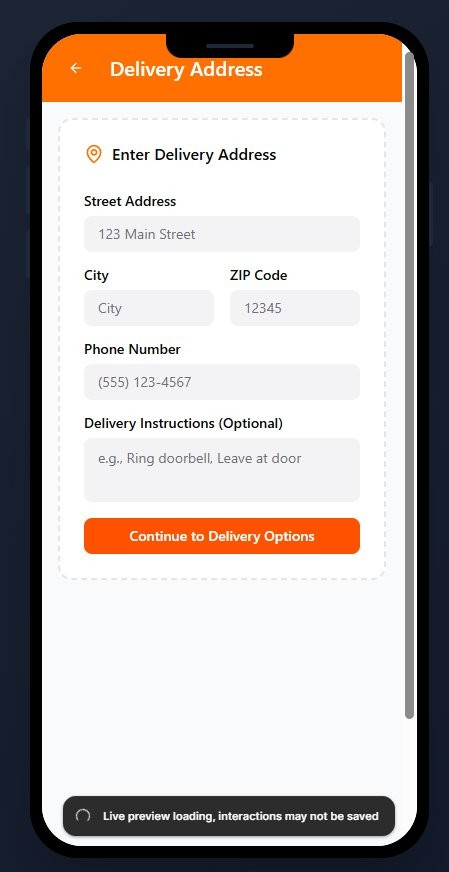 Delivery Address
Enter Delivery Address
Street Address
123 Main Street
City
ZIP Code
City
12345
Phone Number
(555) 123-4567
Delivery Instructions (Optional)
e.g., Ring doorbell, Leave at door
Continue to Delivery Options
Live preview loading, interactions may not be saved